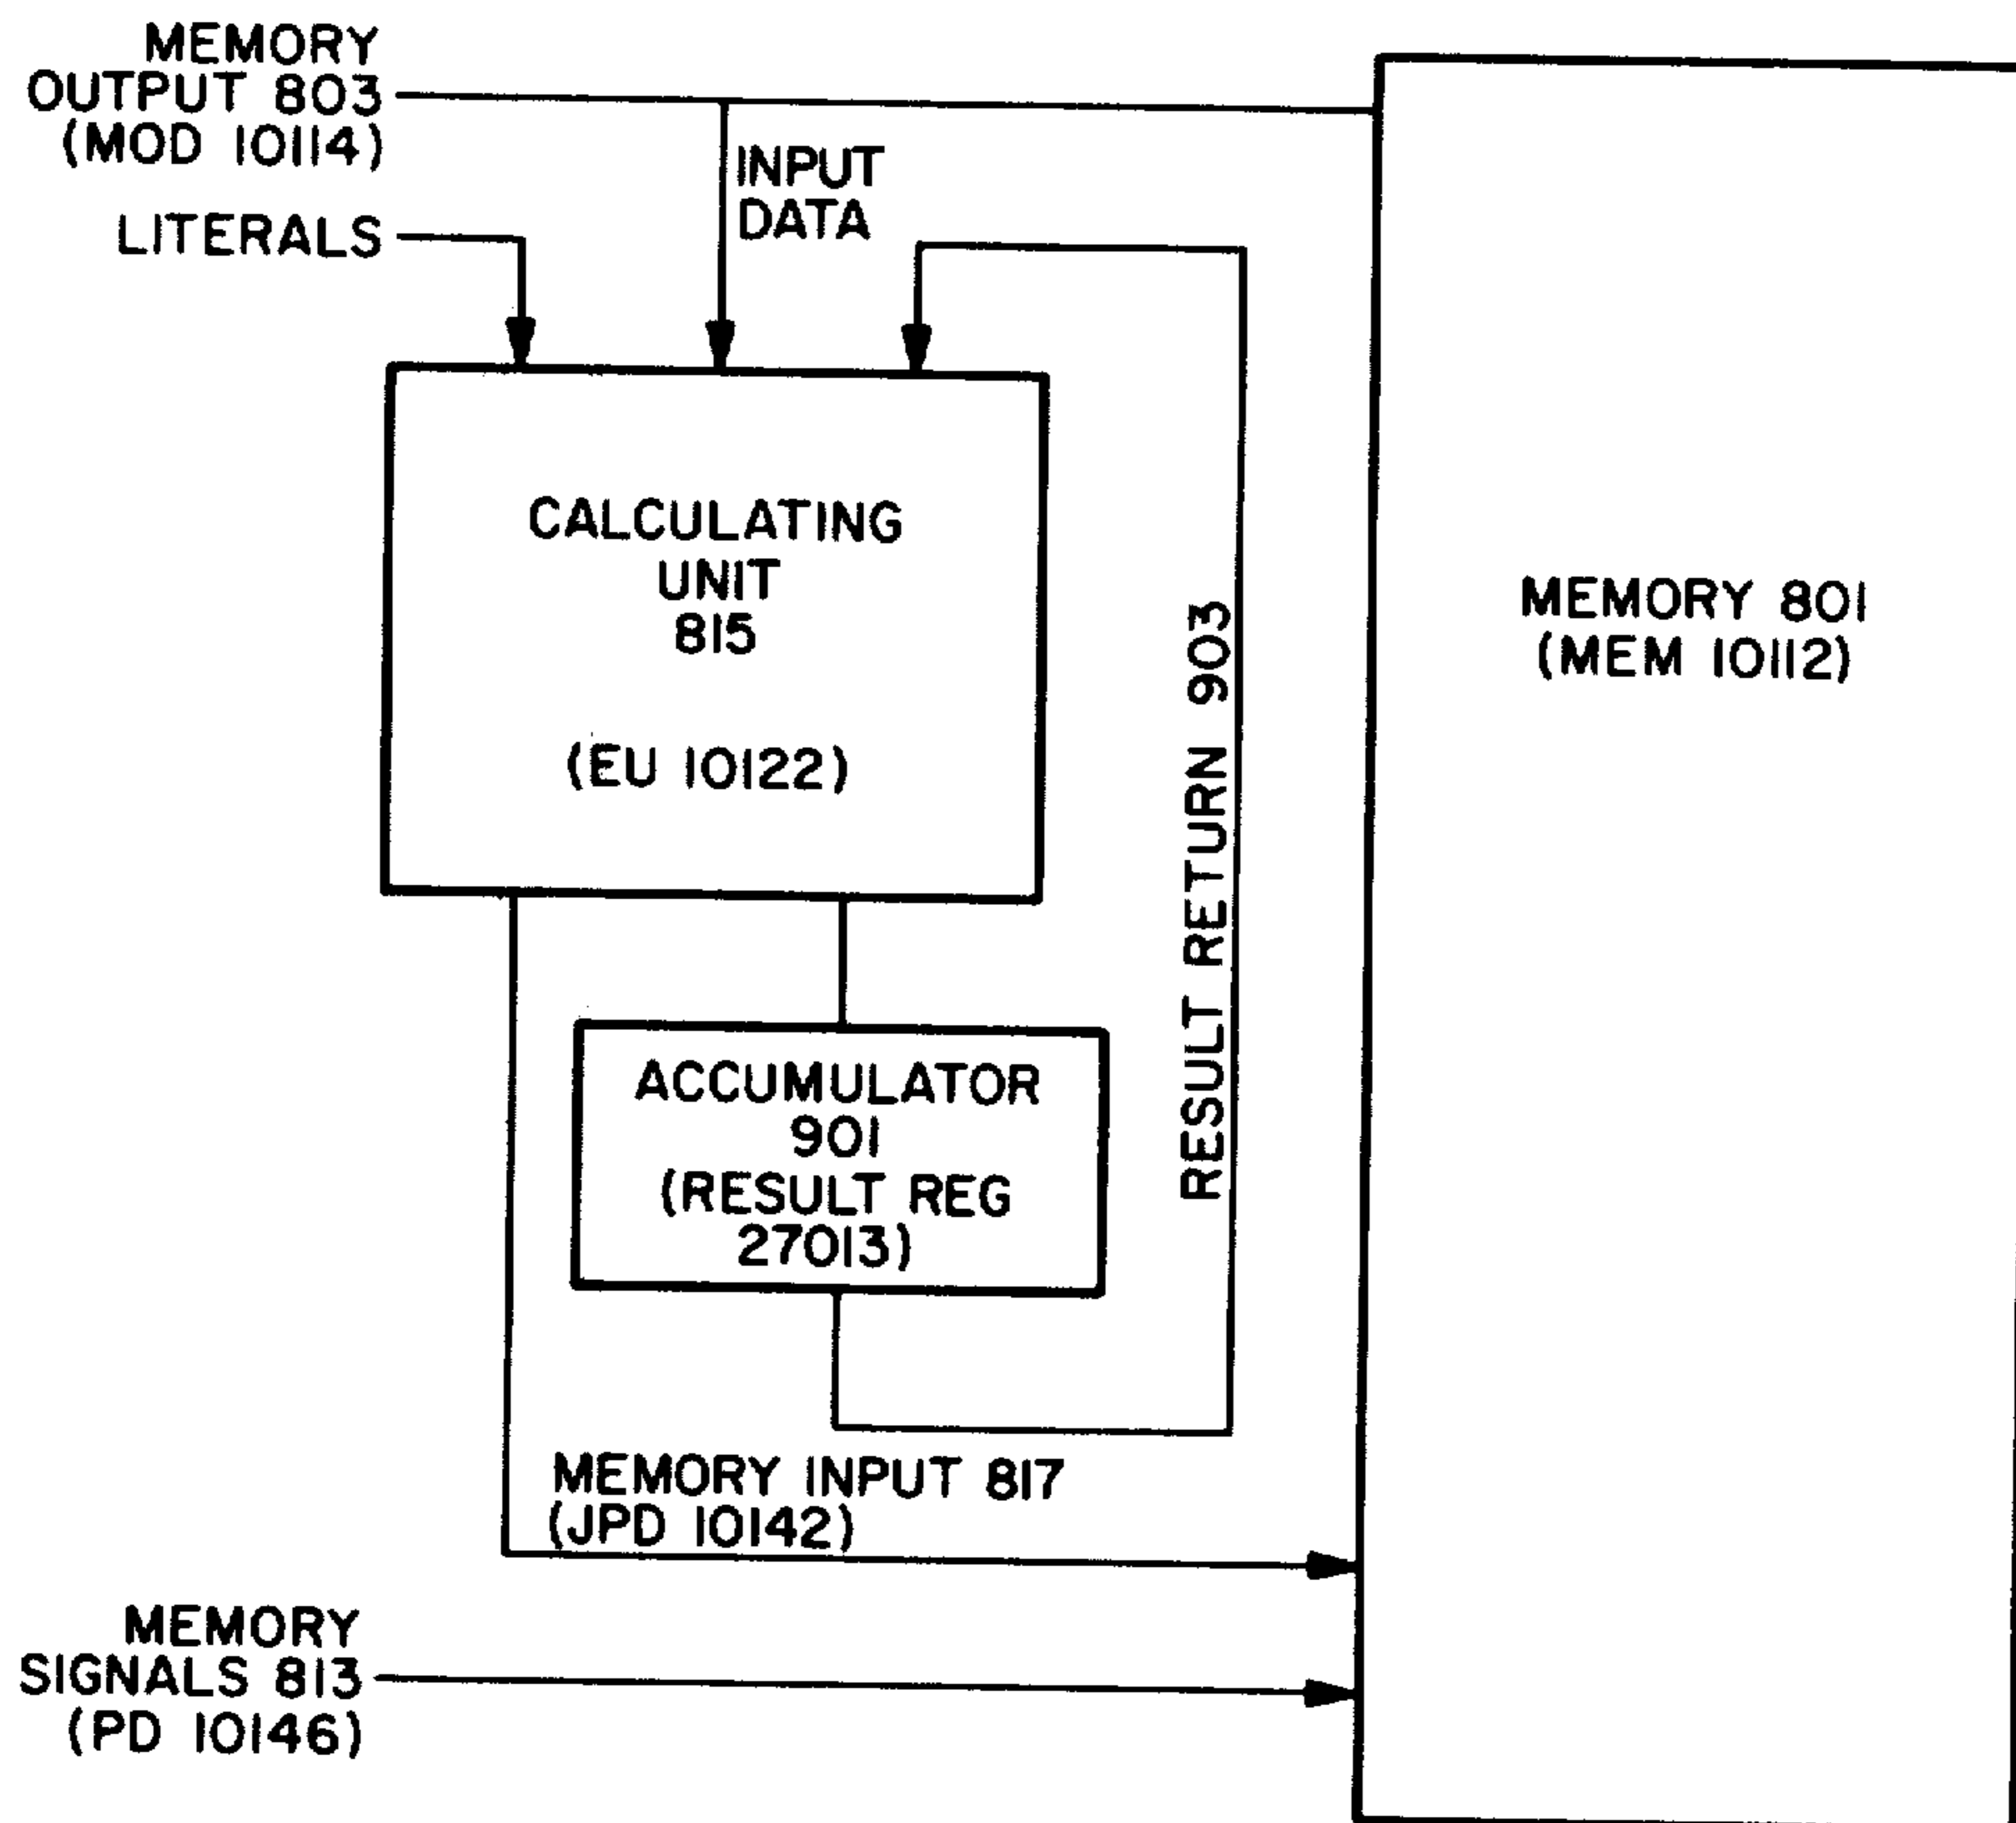 MEMORY
OUTPUT 803
(MOD 10114)
INPUT
DATA
LITERALS
CALCULATING
UNIT
815
(EU 10122)
MEMORY 801
(MEM 10112)
RESULT RETURN 903
ACCUMULATOR
901
(RESULT REG
27013)
MEMORY INPUT 817
(JPD 10142)
MEMORY
SIGNALS 813
(PD 10146)